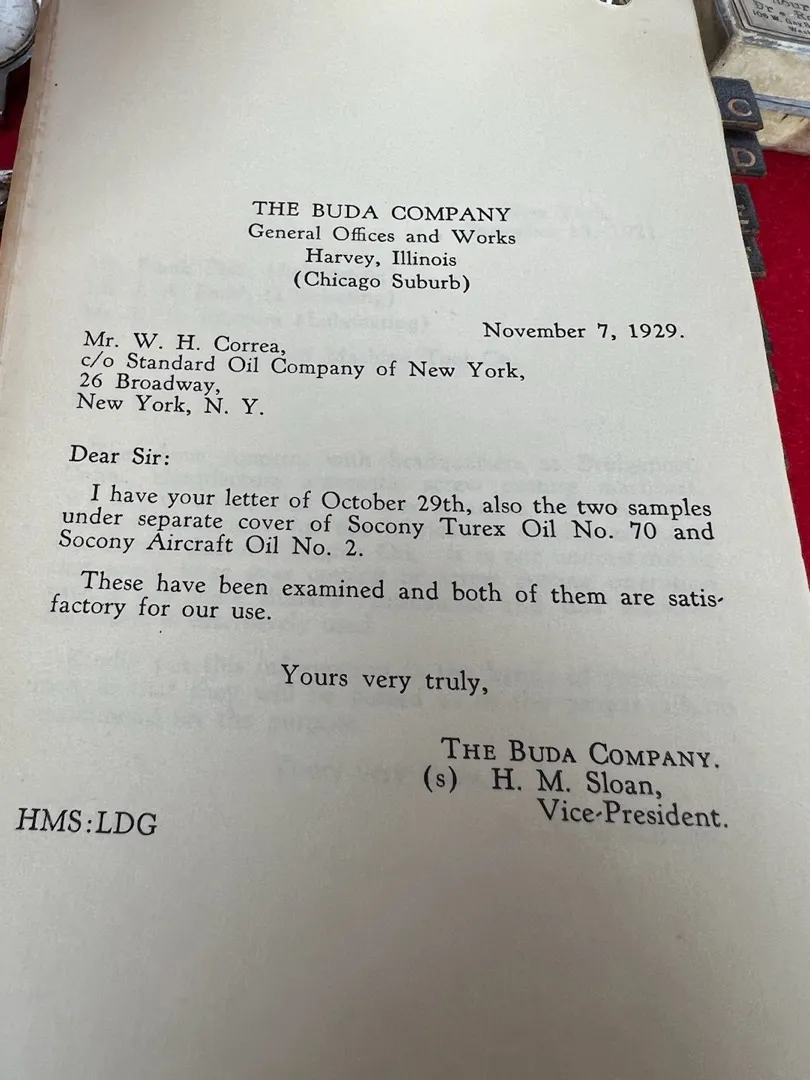 THE BUDA COMPANY
General Offices and Works
Harvey, Illinois
(Chicago Suburb)
November 7, 1929.
Mr. W. H. Correa,
c/o Standard Oil Company of New York,
26 Broadway,
New York, N. Y.
Dear Sir:
I have your letter of October 29th, also the two samples
under separate cover of Socony Turex Oil No. 70 and
Socony Aircraft Oil No. 2.
These have been examined and both of them are satis-
factory for our use.
Yours very truly,
THE BUDA COMPANY.
(s) H. M. Sloan,
Vice-President.
HMS:LDG
C
D